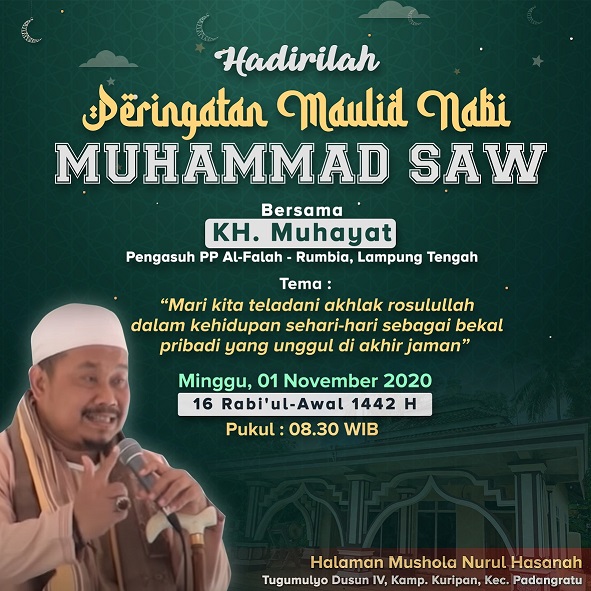 Hadirilah
Peringatan Maulid Nabi
MUHAMMAD SAW
Bersama
KH. Muhayat
Pengasuh PP Al-Falah - Rumbia, Lampung Tengah
Tema :
“Mari kita teladani akhlak rosulullah
dalam kehidupan sehari-hari sebagai bekal
pribadi yang unggul di akhir jaman”
Minggu, 01 November 2020
16 Rabi'ul-Awal 1442 H
Pukul : 08.30 WIB
Halaman Mushola Nurul Hasanah
Tugumulyo Dusun IV, Kamp. Kuripan, Kec. Padangratu